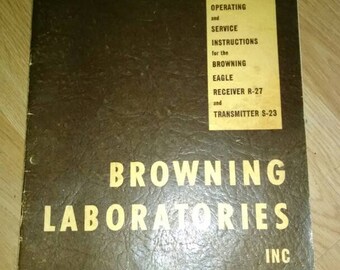 OPERATING
and
SERVICE
INSTRUCTIONS
for the
BROWNING
EAGLE
RECEIVER R-27
and
TRANSMITTER S-23
BROWNING
LABORATORIES
INC